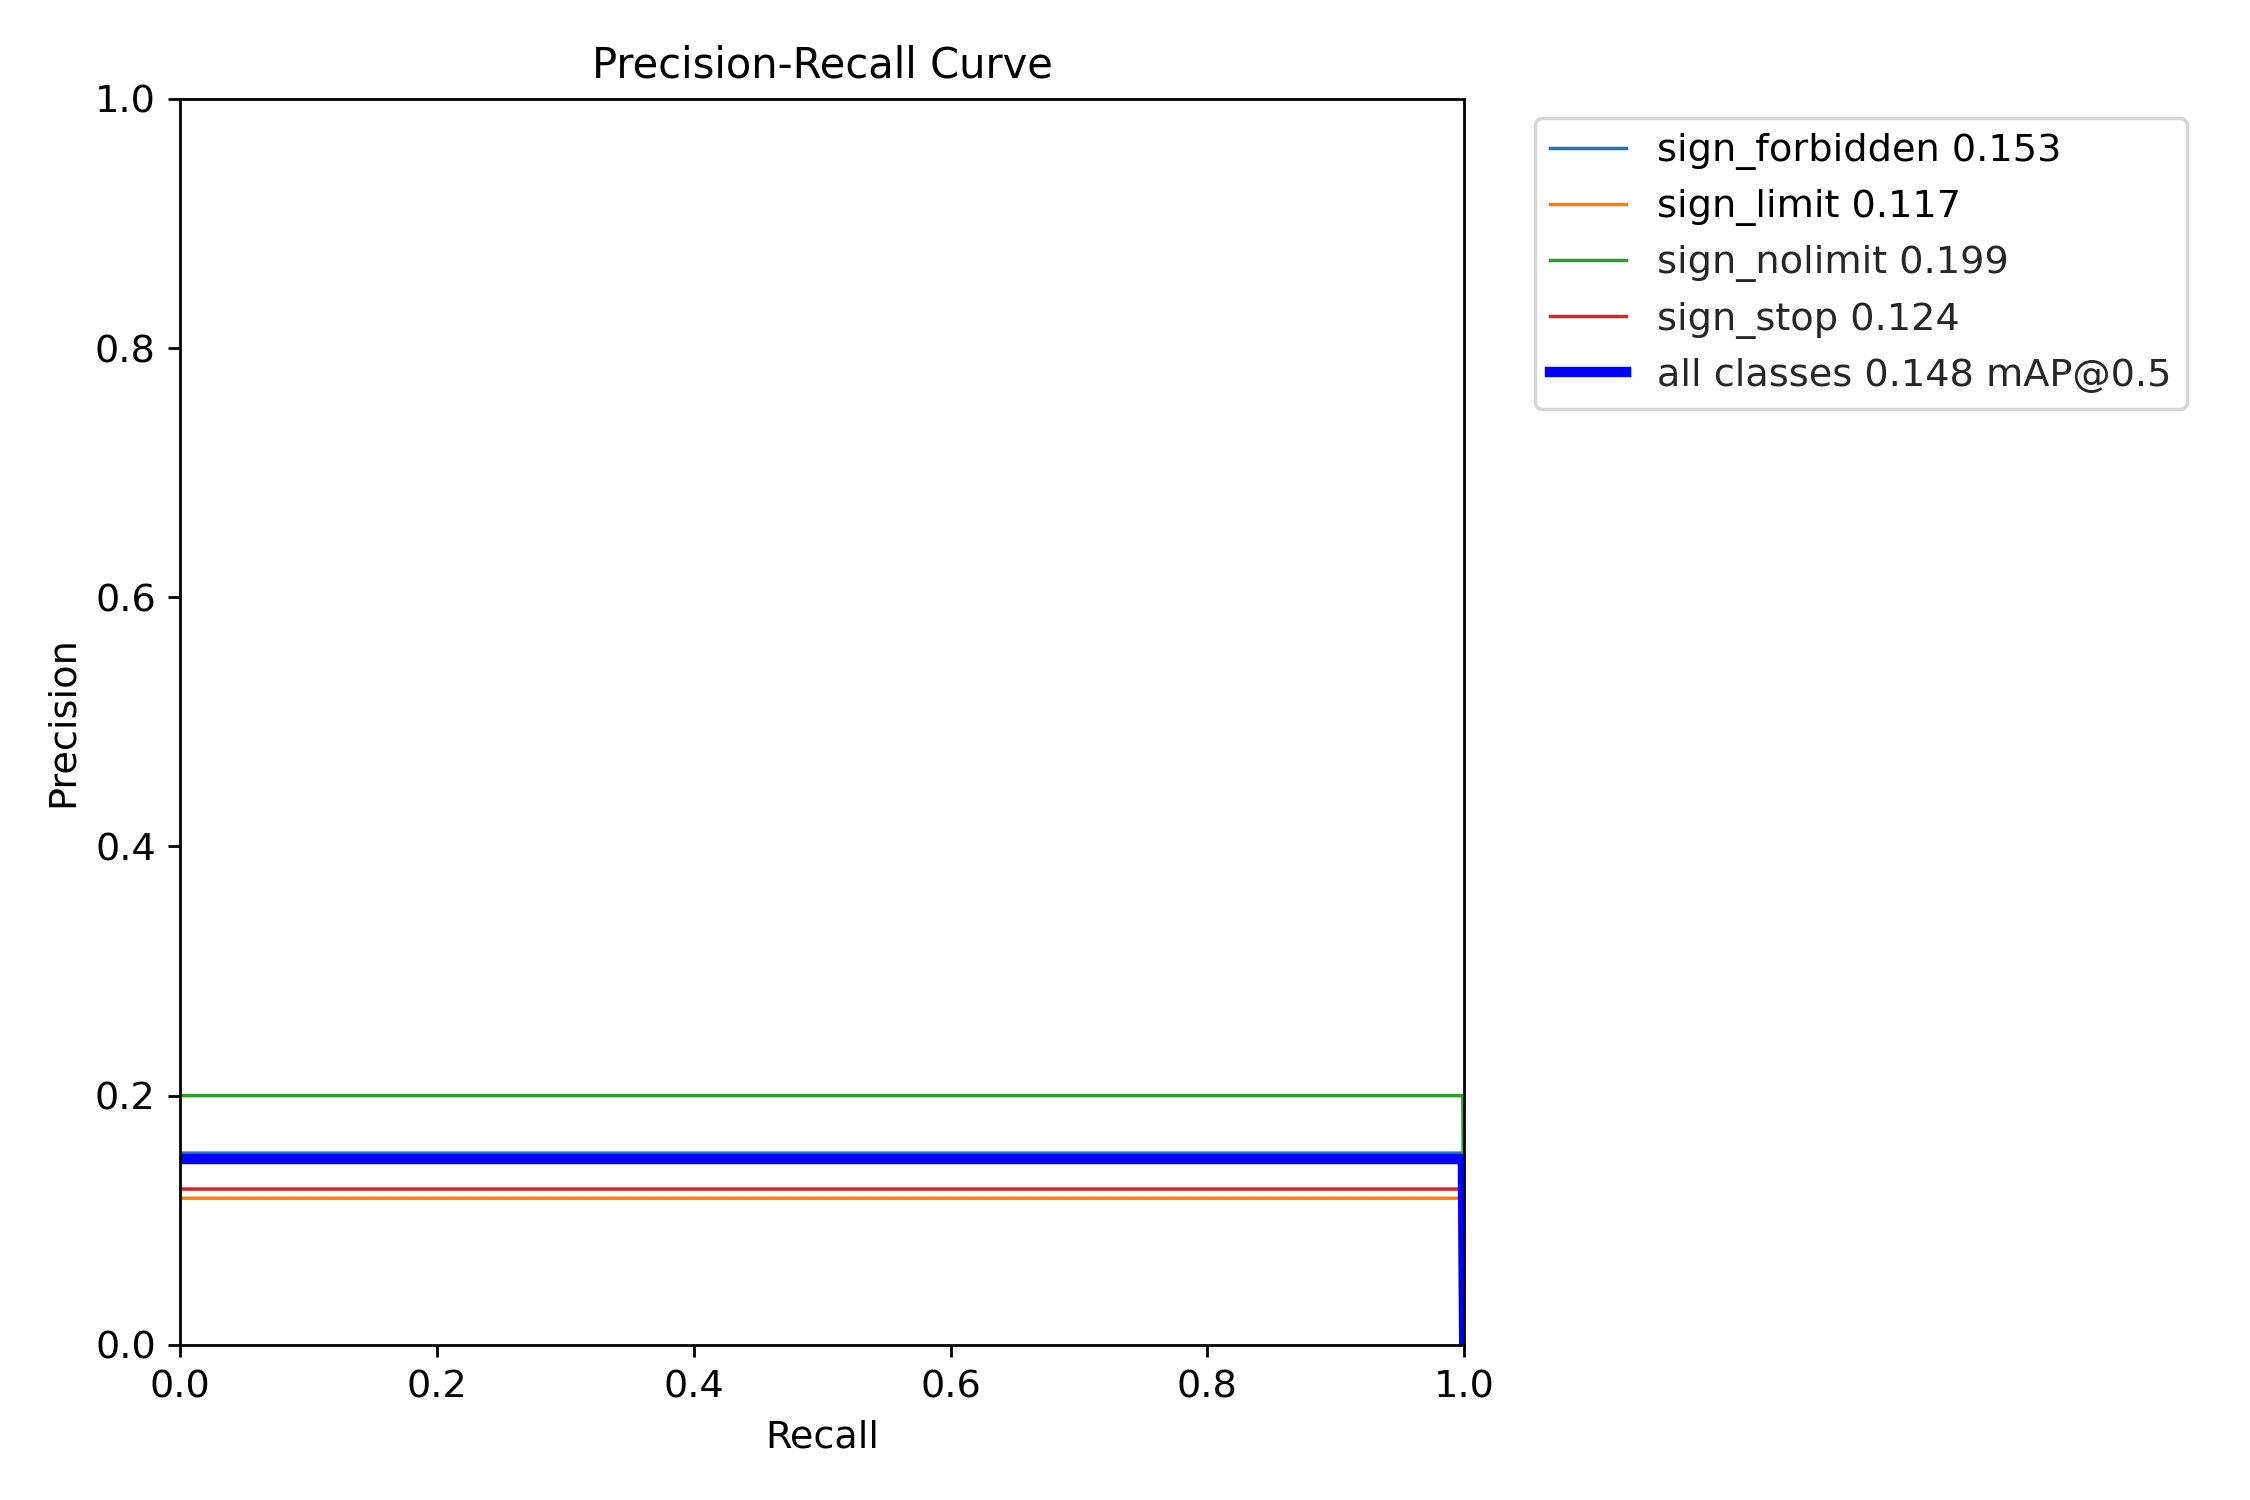 Precision-Recall Curve
1.0
0.8
0.6
0.4
0.2
0.0
Precision
0.0 0.2 0.4 0.6 0.8 1.0
Recall
sign_forbidden 0.153
sign_limit 0.117
sign_nolimit 0.199
sign_stop 0.124
all classes 0.148 mAP@0.5